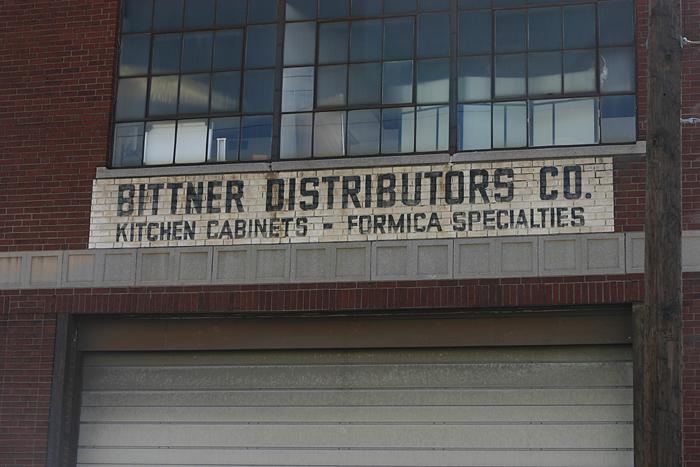 BITTNER DISTRIBUTORS CO.
KITCHEN CABINETS - FORMICA SPECIALTIES